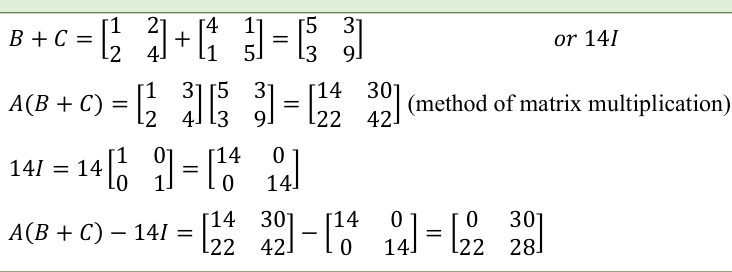 B + C = [1 2 2 4] + [4 1 1 5] = [5 3 3 9] or 14I
A(B + C) = [1 3 2 4] [5 3 3 9] = [14 30 22 42] (method of matrix multiplication)
14I = 14 [1 0 0 1] = [14 0 0 14]
A(B + C) − 14I = [14 30 22 42] − [14 0 0 14] = [0 30 22 28]